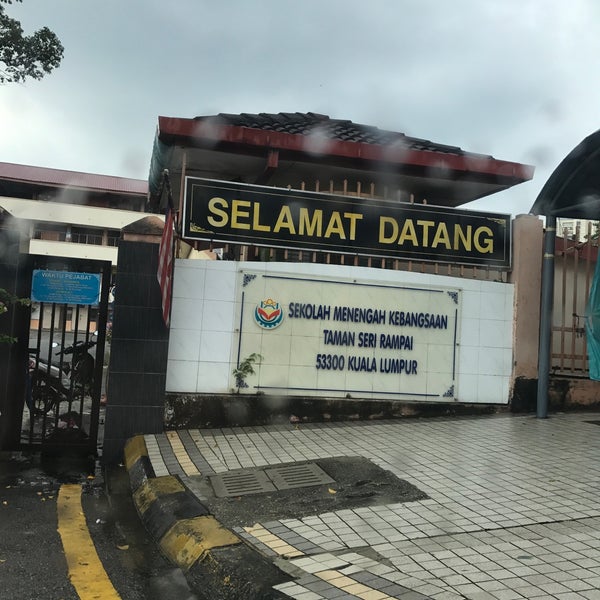 SELAMAT DATANG
SEKOLAH MENENGAH KEBANGSAAN
TAMAN SERI RAMPAI
53300 KUALA LUMPUR
WAKTU PEJABAT